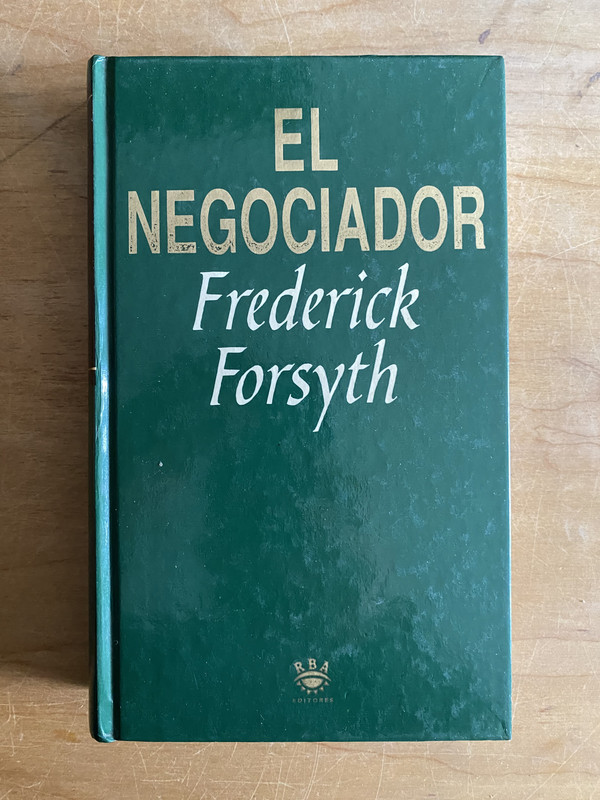 EL
NEGOCIADOR
Frederick
Forsyth
RBA
EDITORES